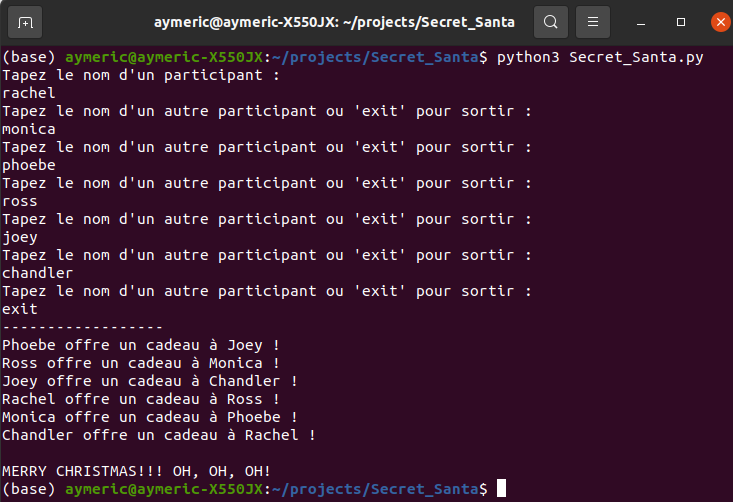 aymeric@aymeric-X550JX: ~/projects/Secret_Santa
(base) aymeric@aymeric-X550JX:~/projects/Secret_Santa$ python3 Secret_Santa.py
Tapez le nom d'un participant :
rachel
Tapez le nom d'un autre participant ou 'exit' pour sortir :
monica
Tapez le nom d'un autre participant ou 'exit' pour sortir :
phoebe
Tapez le nom d'un autre participant ou 'exit' pour sortir :
ross
Tapez le nom d'un autre participant ou 'exit' pour sortir :
joey
Tapez le nom d'un autre participant ou 'exit' pour sortir :
chandler
Tapez le nom d'un autre participant ou 'exit' pour sortir :
exit
------------------
Phoebe offre un cadeau à Joey !
Ross offre un cadeau à Monica !
Joey offre un cadeau à Chandler !
Rachel offre un cadeau à Ross !
Monica offre un cadeau à Phoebe !
Chandler offre un cadeau à Rachel !
MERRY CHRISTMAS!!! OH, OH, OH!
(base) aymeric@aymeric-X550JX:~/projects/Secret_Santa$